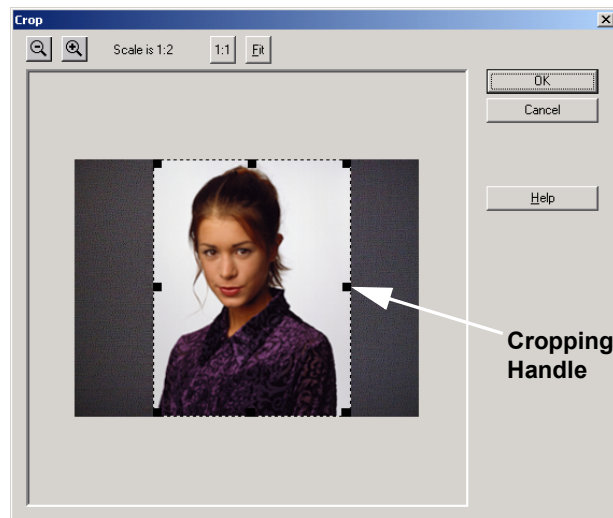 Crop
Scale is 1:2 1:1 Fit
OK
Cancel
Help
Cropping
Handle